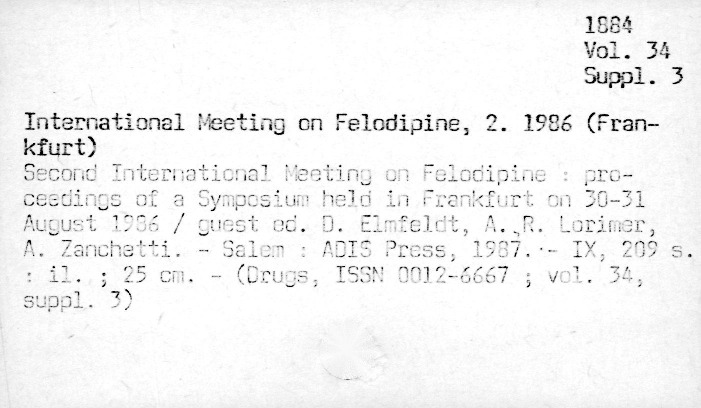 1884
Vol. 34
Suppl. 3
International Meeting on Felodipine, 2. 1986 (Fran-
kfurt)
Second International Meeting on Felodipine : pro-
ceedings of a Symposium held in Frankfurt on 30-31
August 1986 / guest ed. D. Elmfeldt, A. R. Lorimer,
A. Zanchetti. - Salem : ADIS Press, 1987. - IX, 209 s.
: il. ; 25 cm. - (Drugs, ISSN 0012-6667 ; vol. 34,
suppl. 3)